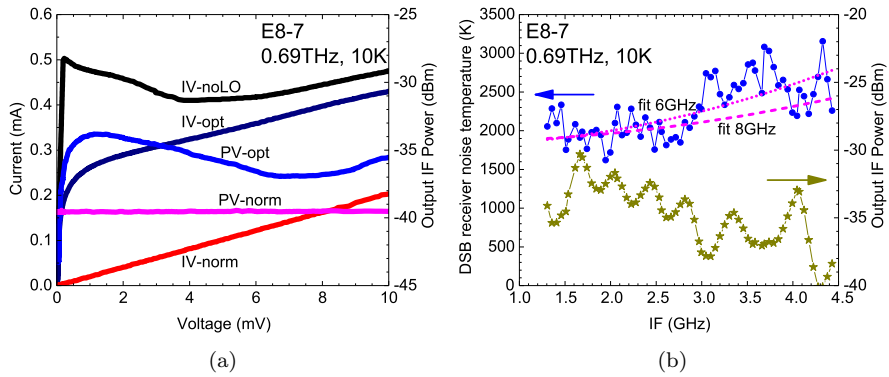 0.6
0.5
0.4
0.3
0.2
0.1
0.0
Current (mA)
0
2
4
6
8
10
Voltage (mV)
-25
-30
-35
-40
-45
Output IF Power (dBm)
E8-7
0.69THz, 10K
IV-noLO
IV-opt
PV-opt
PV-norm
IV-norm
(a)
3500
3000
2500
2000
1500
1000
500
0
DSB receiver noise temperature (K)
1.0
1.5
2.0
2.5
3.0
3.5
4.0
4.5
IF (GHz)
-20
-25
-30
-35
-40
Output IF Power (dBm)
E8-7
0.69THz, 10K
fit 6GHz
fit 8GHz
(b)